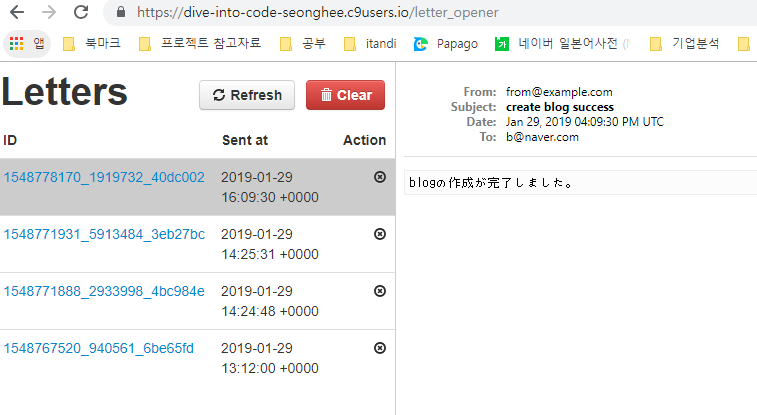 https://dive-into-code-seonghee.c9users.io/letter_opener
앱 북마크 프로젝트 참고자료 공부 itandi Papago 네이버 일본어사전 기업분석
Letters
Refresh Clear
ID Sent at Action
1548778170_1919732_40dc002 2019-01-29
16:09:30 +0000
1548771931_5913484_3eb27bc 2019-01-29
14:25:31 +0000
1548771888_2933998_4bc984e 2019-01-29
14:24:48 +0000
1548767520_940561_6be65fd 2019-01-29
13:12:00 +0000
From: from@example.com
Subject: create blog success
Date: Jan 29, 2019 04:09:30 PM UTC
To: b@naver.com
blogの作成が完了しました。